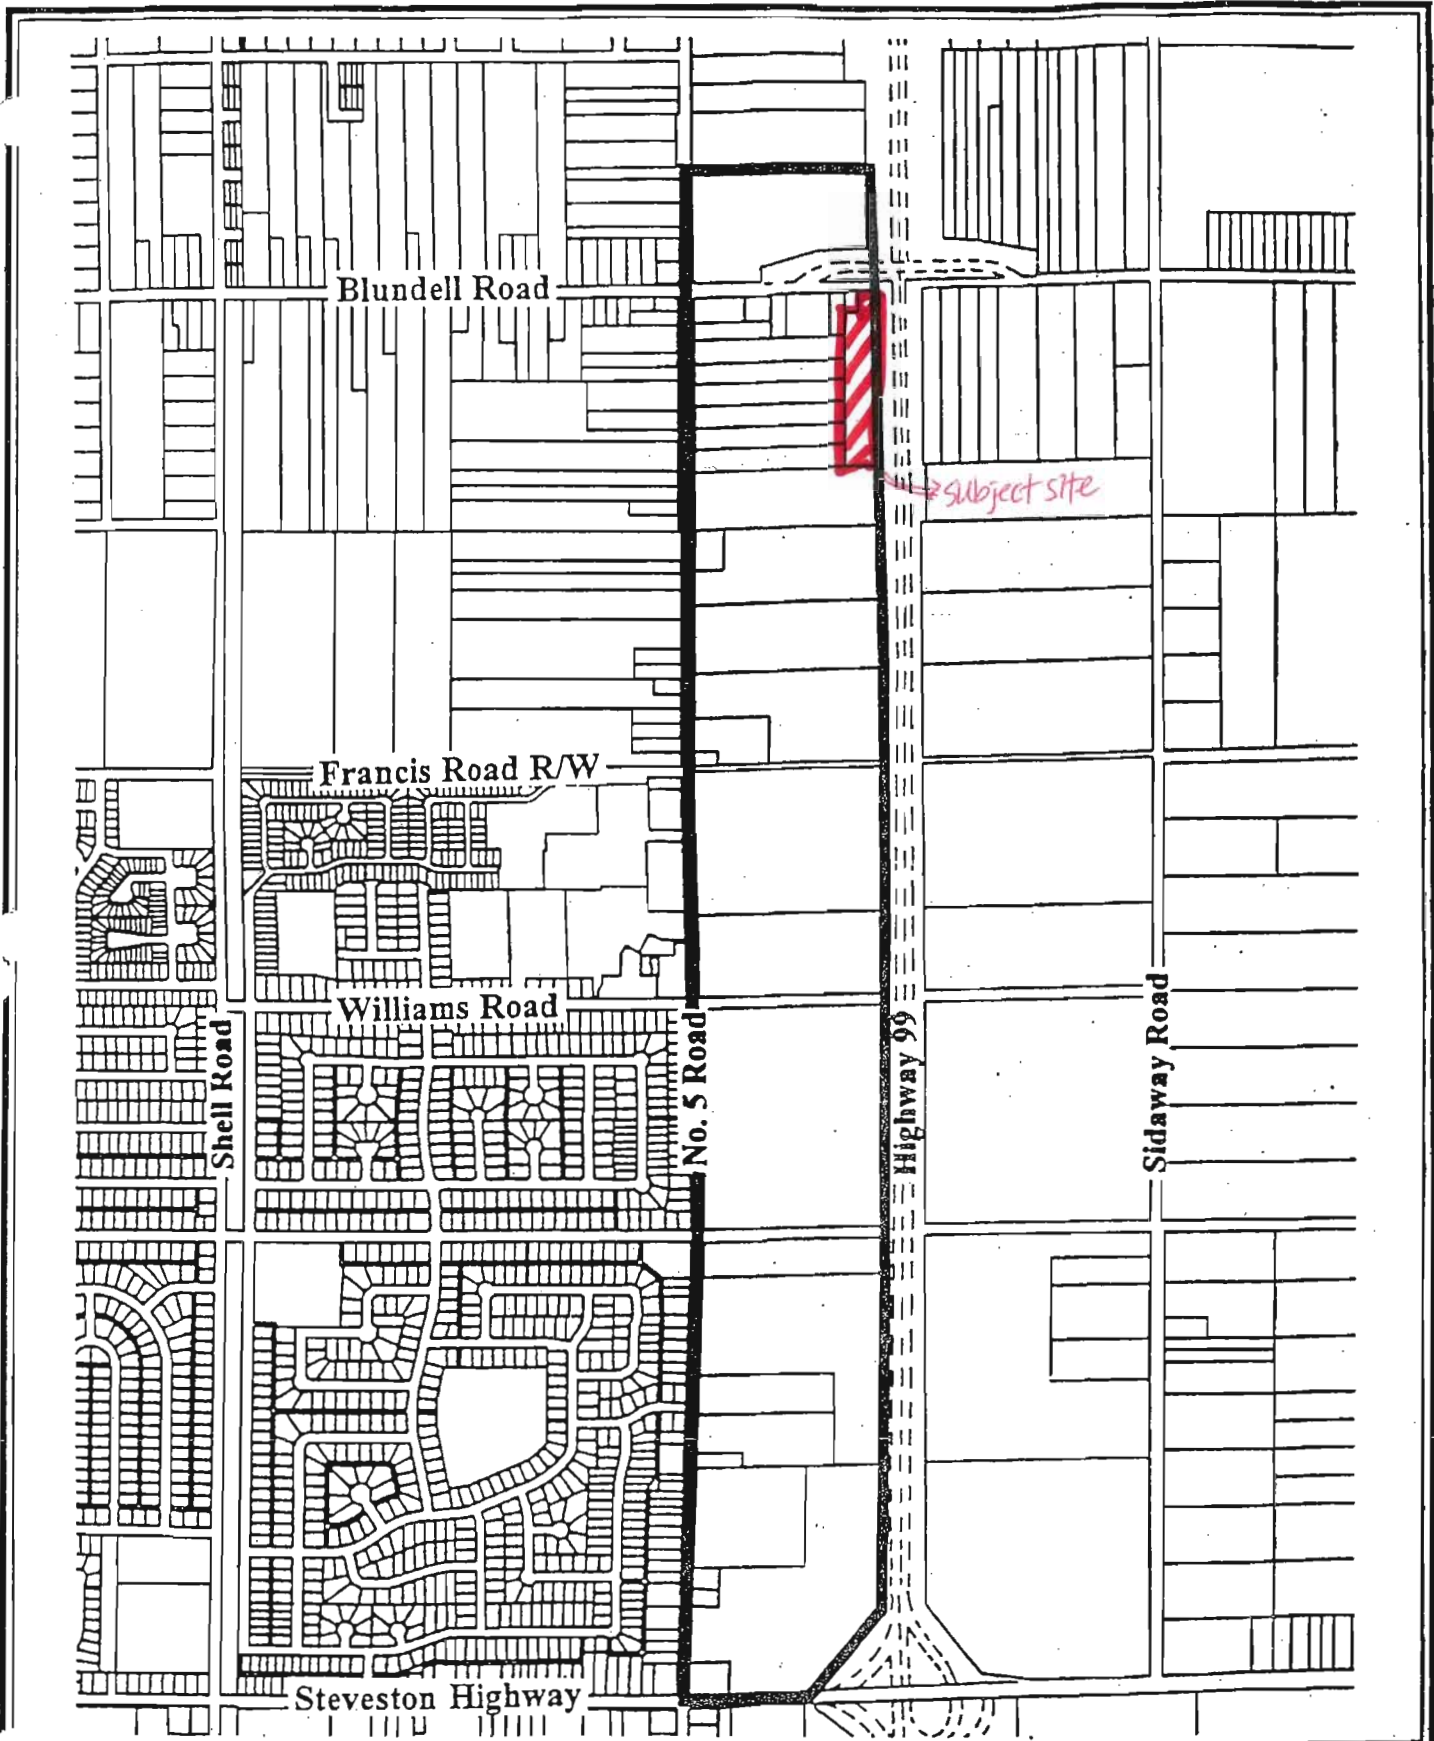 Blundell Road
subject site
Francis Road R/W
Williams Road
Shell Road
No. 5 Road
Highway 99
Sidaway Road
Steveston Highway